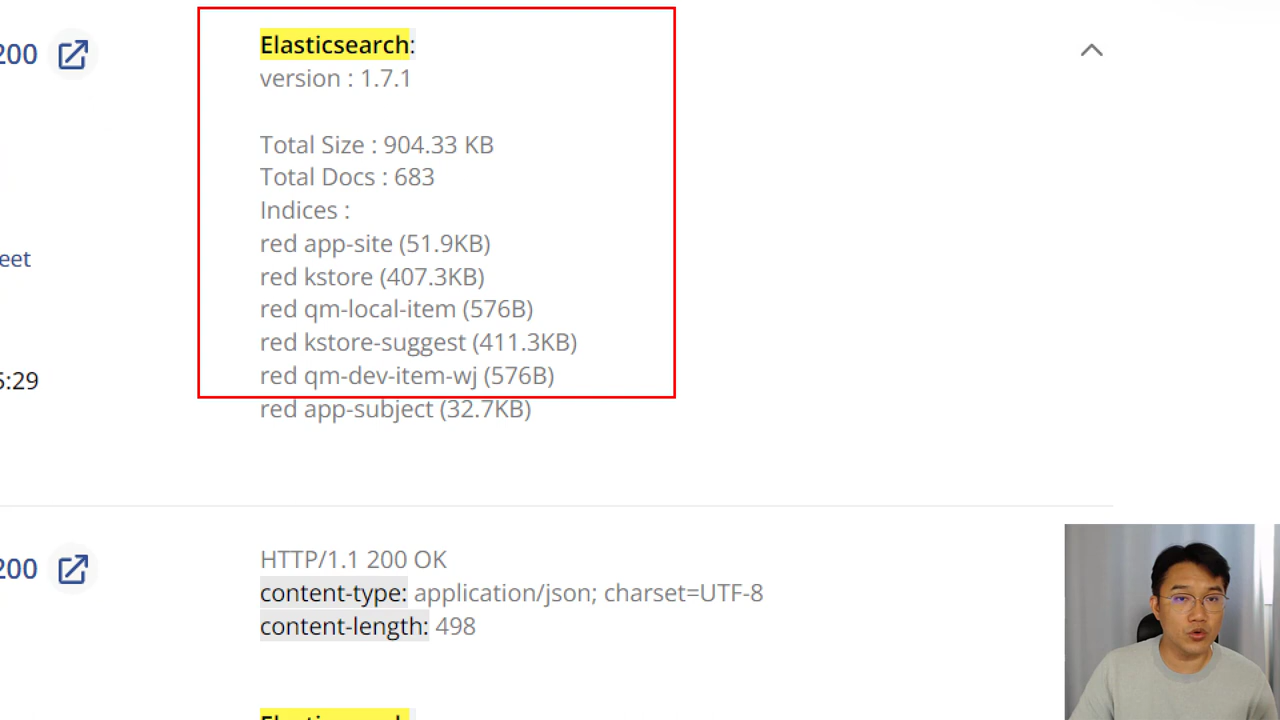 200
Elasticsearch:
version : 1.7.1
Total Size : 904.33 KB
Total Docs : 683
Indices :
red app-site (51.9KB)
eet
red kstore (407.3KB)
red qm-local-item (576B)
red kstore-suggest (411.3KB)
5:29
red qm-dev-item-wj (576B)
red app-subject (32.7KB)
200
HTTP/1.1 200 OK
content-type: application/json; charset=UTF-8
content-length: 498